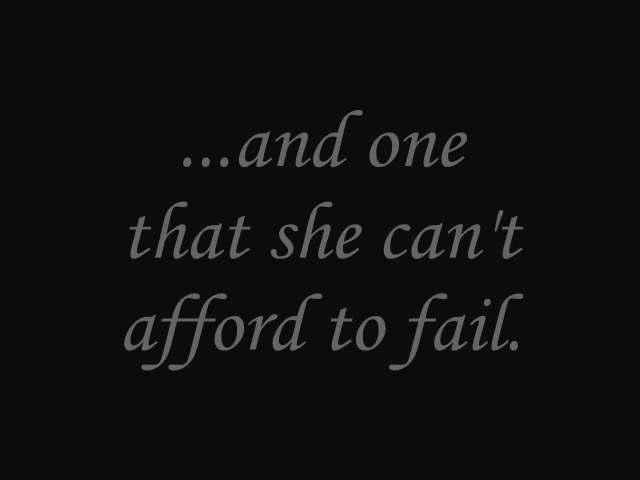 ...and one
that she can't
afford to fail.